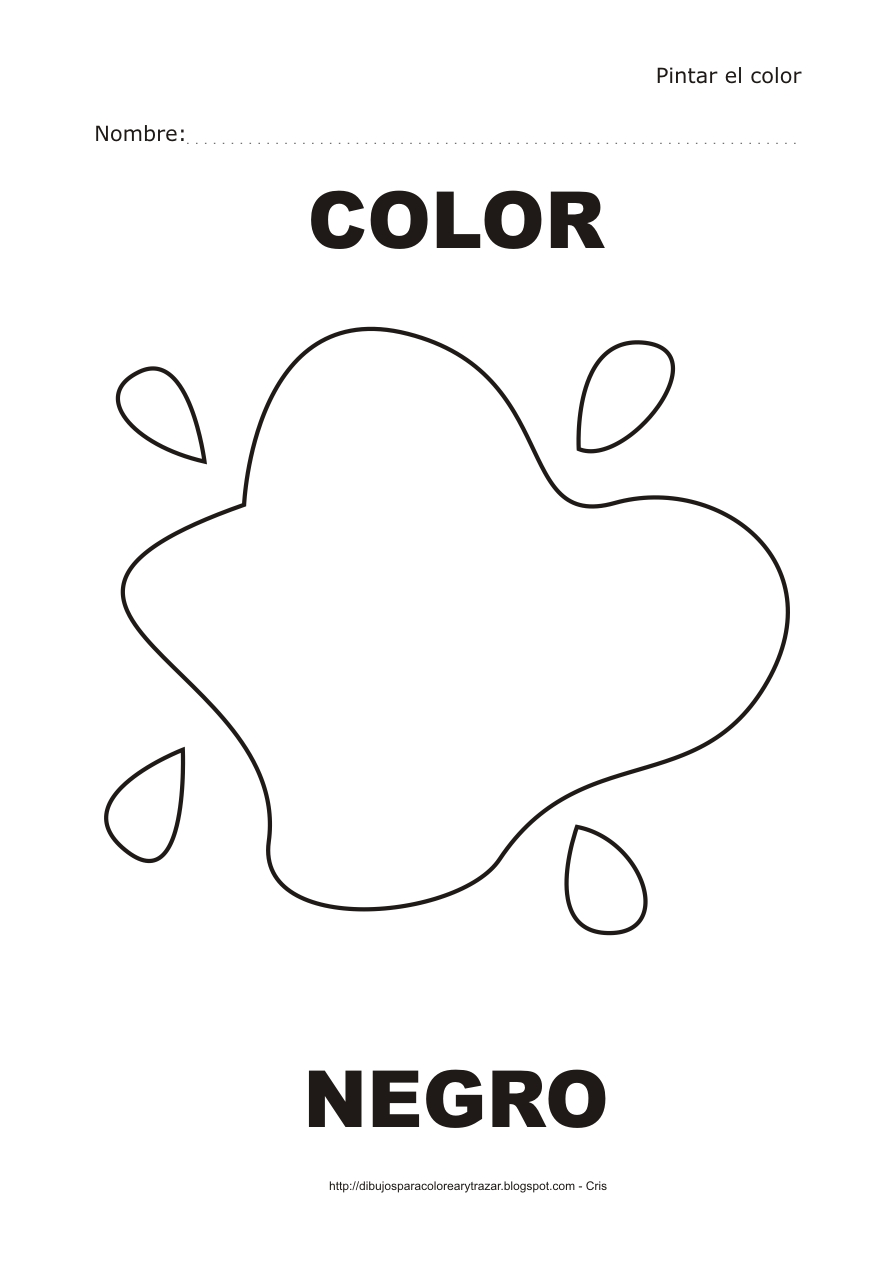 Pintar el color
Nombre:
COLOR
NEGRO
http://dibujosparacolorearytrazar.blogspot.com - Cris